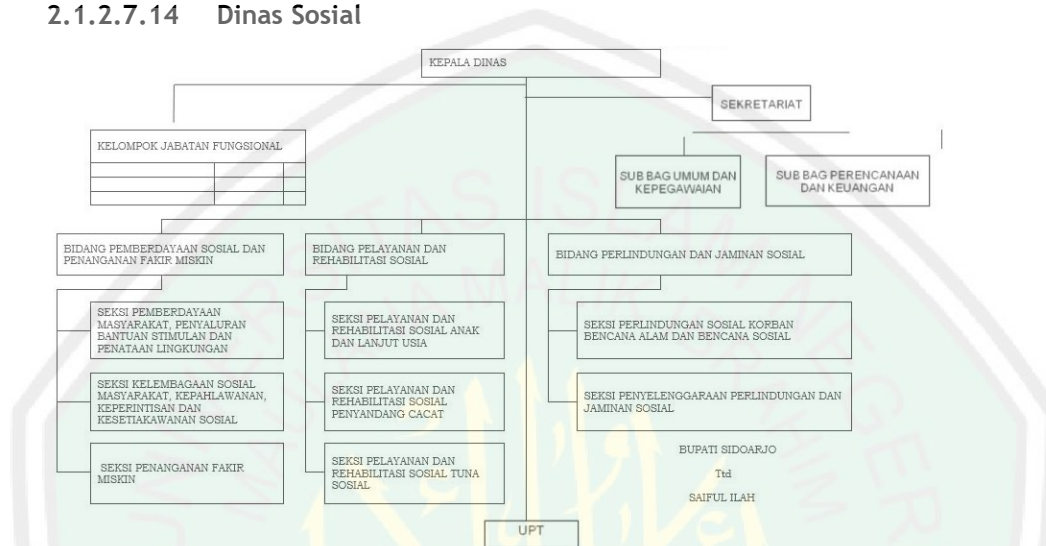 2.1.2.7.14 Dinas Sosial
KEPALA DINAS
SEKRETARIAT
KELOMPOK JABATAN FUNGSIONAL
SUB BAG UMUM DAN
KEPEGAWAIAN
SUB BAG PERENCANAAN
DAN KEUANGAN
BIDANG PEMBERDAYAAN SOSIAL DAN
PENANGANAN FAKIR MISKIN
BIDANG PELAYANAN DAN
REHABILITASI SOSIAL
BIDANG PERLINDUNGAN DAN JAMINAN SOSIAL
SEKSI PEMBERDAYAAN
MASYARAKAT, PENYALURAN
BANTUAN STIMULAN DAN
PENATAAN LINGKUNGAN
SEKSI PELAYANAN DAN
REHABILITASI SOSIAL ANAK
DAN LANJUT USIA
SEKSI PERLINDUNGAN SOSIAL KORBAN
BENCANA ALAM DAN BENCANA SOSIAL
SEKSI KELEMBAGAAN SOSIAL
MASYARAKAT, KEPAHLAWANAN,
KEPERINTISAN DAN
KESETIAKAWANAN SOSIAL
SEKSI PELAYANAN DAN
REHABILITASI SOSIAL
PENYANDANG CACAT
SEKSI PENYELENGGARAAN PERLINDUNGAN DAN
JAMINAN SOSIAL
SEKSI PENANGANAN FAKIR
MISKIN
SEKSI PELAYANAN DAN
REHABILITASI SOSIAL TUNA
SOSIAL
BUPATI SIDOARJO
Ttd
SAIFUL ILAH
UPT